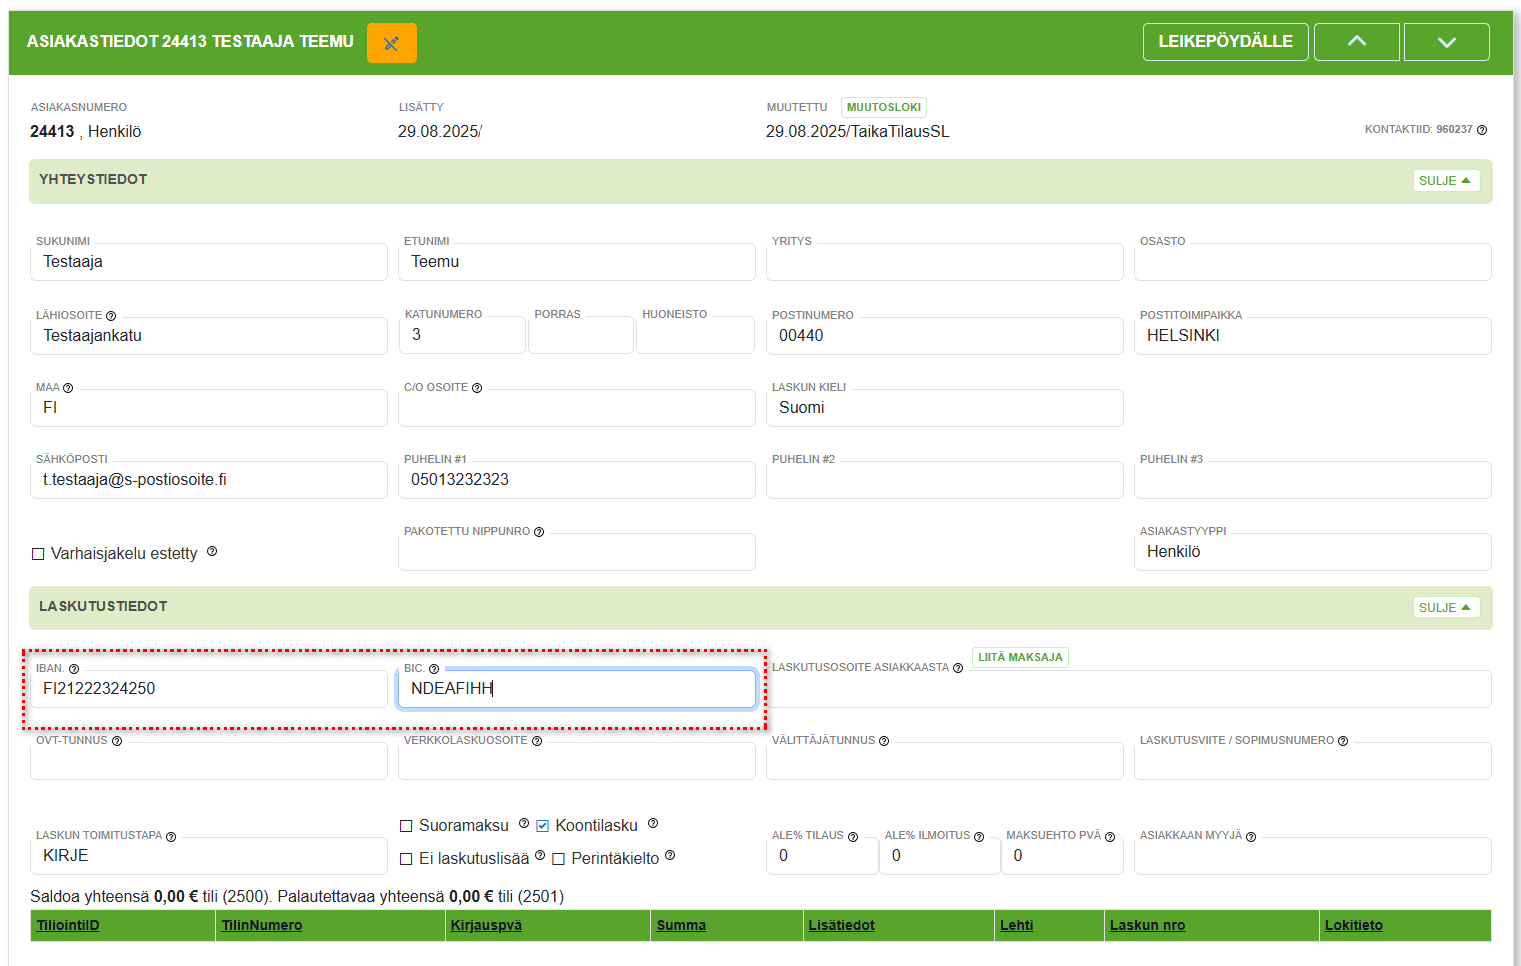 ASIAKASTIEDOT 24413 TESTAAJA TEEMU
LEIKEPÖYDÄLLE
ASIAKASNUMERO
LISÄTTY
MUUTETTU MUUTOSLOKI
24413 , Henkilö
29.08.2025/
29.08.2025/TaikaTilausSL
KONTAKTIID: 960237
YHTEYSTIEDOT
SULJE
SUKUNIMI
ETUNIMI
YRITYS
OSASTO
Testaaja
Teemu
LÄHIOSOITE
KATUNUMERO
PORRAS
HUONEISTO
POSTINUMERO
POSTITOIMIPAIKKA
Testaajankatu
3
00440
HELSINKI
MAA
C/O OSOITE
LASKUN KIELI
FI
Suomi
SÄHKÖPOSTI
PUHELIN #1
PUHELIN #2
PUHELIN #3
t.testaaja@s-postiosoite.fi
05013232323
PAKOTETTU NIPPUNRO
ASIAKASTYYPPI
Varhaisjakelu estetty
Henkilö
LASKUTUSTIEDOT
SULJE
IBAN.
BIC.
LASKUTUSOSOITE ASIAKKAASTA
LIITÄ MAKSAJA
FI21222324250
NDEAFIHH
OVT-TUNNUS
VERKKOLASKUOSOITE
VÄLITTÄJÄTUNNUS
LASKUTUSVIITE / SOPIMUSNUMERO
LASKUN TOIMITUSTAPA
Suoramaksu
Koontilasku
ALE% TILAUS
ALE% ILMOITUS
MAKSUEHTO PVÄ
ASIAKKAAN MYYJÄ
KIRJE
Ei laskutuslisää
Perintäkielto
0
0
0
Saldoa yhteensä 0,00 € tili (2500). Palautettavaa yhteensä 0,00 € tili (2501)
TiliointiID
TilinNumero
Kirjauspvä
Summa
Lisätiedot
Lehti
Laskun nro
Lokitieto